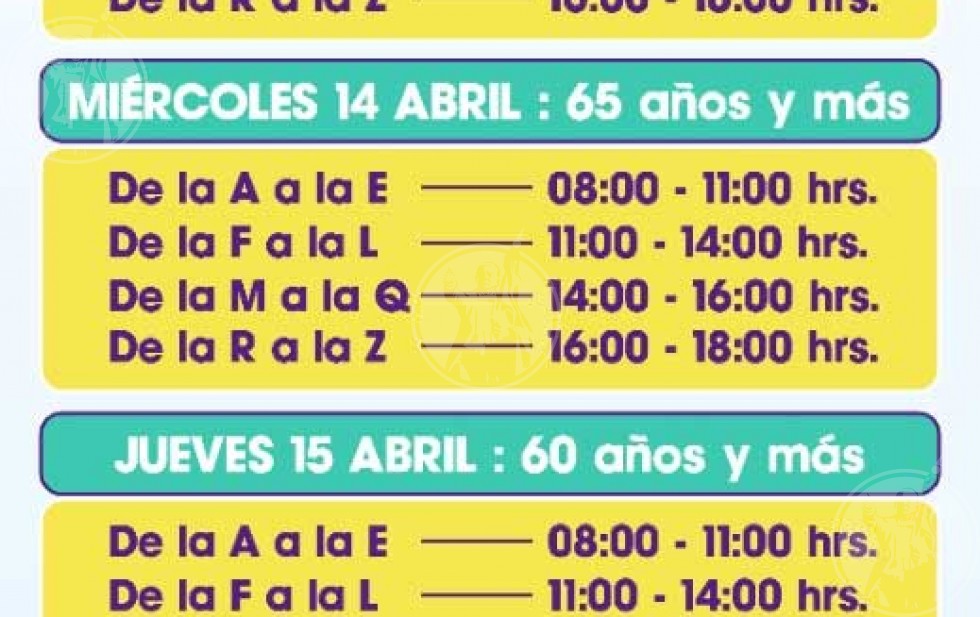 De la R a la Z 16:00 - 18:00 hrs.
MIÉRCOLES 14 ABRIL : 65 años y más
De la A a la E 08:00 - 11:00 hrs.
De la F a la L 11:00 - 14:00 hrs.
De la M a la Q 14:00 - 16:00 hrs.
De la R a la Z 16:00 - 18:00 hrs.
JUEVES 15 ABRIL : 60 años y más
De la A a la E 08:00 - 11:00 hrs.
De la F a la L 11:00 - 14:00 hrs.